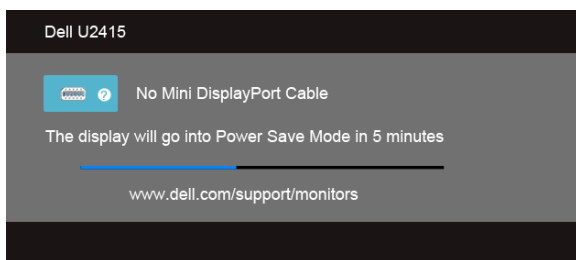 Dell U2415
No Mini DisplayPort Cable
The display will go into Power Save Mode in 5 minutes
www.dell.com/support/monitors